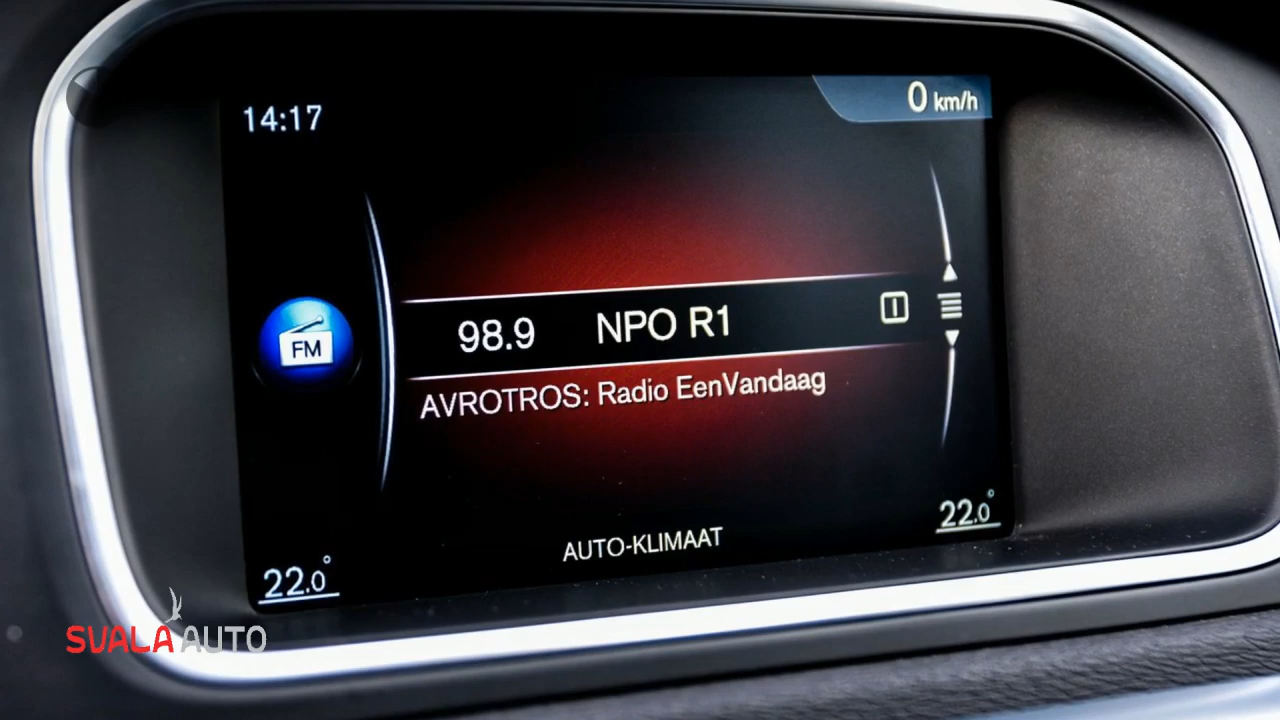 14:17
0 km/h
FM
98.9 NPO R1
AVROTROS: Radio EenVandaag
AUTO-KLIMAAT
22.0°
22.0°
SVALA AUTO